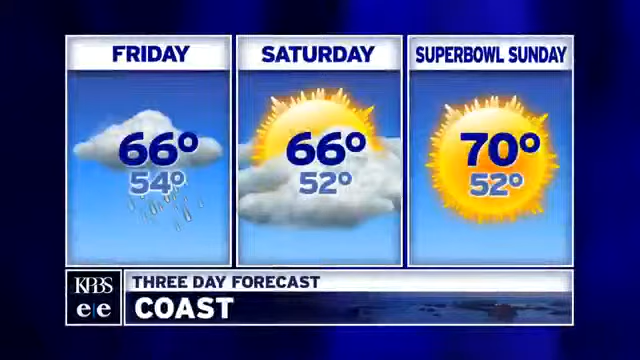 FRIDAY
66°
54°
SATURDAY
66°
52°
SUPERBOWL SUNDAY
70°
52°
KPBS
e|e
THREE DAY FORECAST
COAST